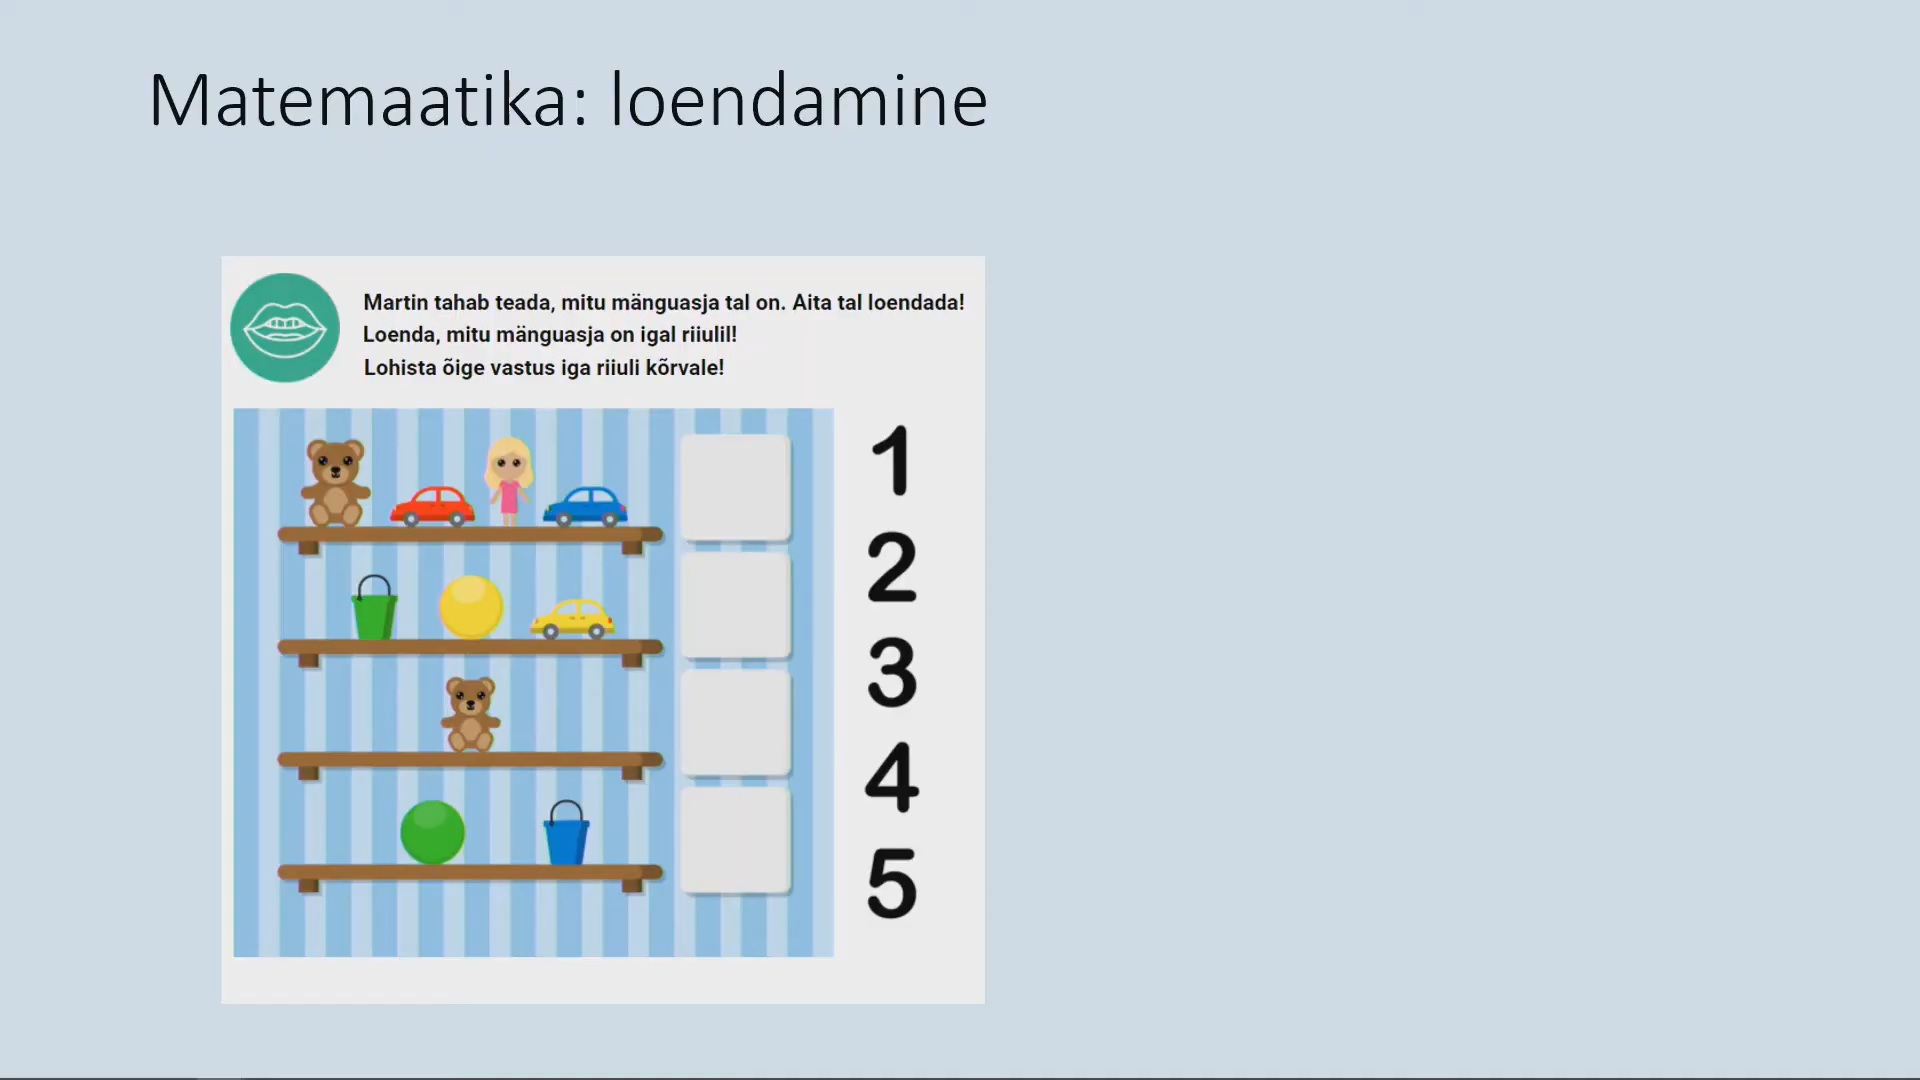 Matemaatika: loendamine
Martin tahab teada, mitu mänguasja tal on. Aita tal loendada!
Loenda, mitu mänguasja on igal riiulil!
Lohista õige vastus iga riiuli kõrvale!
1
2
3
4
5